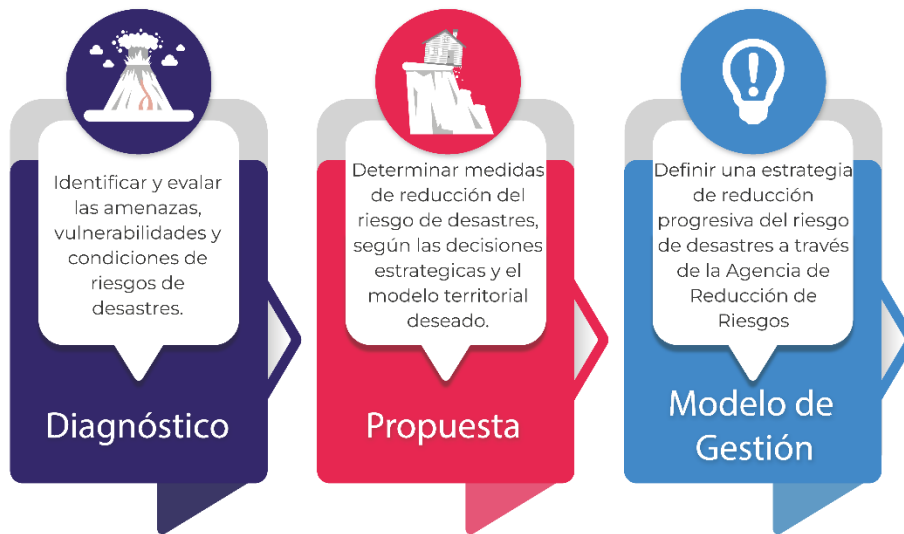 Identificar y evalar
las amenazas,
vulnerabilidades y
condiciones de
riesgos de
desastres.
Diagnóstico
Determinar medidas
de reducción del
riesgo de desastres,
según las decisiones
estrategicas y el
modelo territorial
deseado.
Propuesta
Definir una estrategia
de reducción
progresiva del riesgo
de desastres a través
de la Agencia de
Reducción de
Riesgos
Modelo de
Gestión